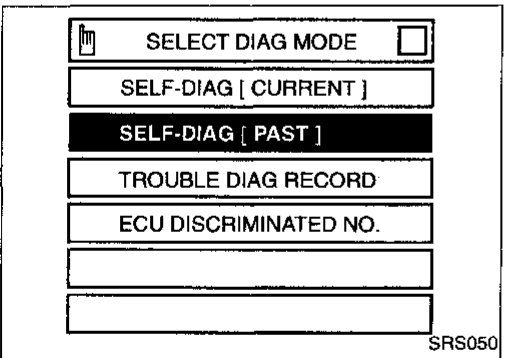 SELECT DIAG MODE
SELF-DIAG [ CURRENT ]
SELF-DIAG [ PAST ]
TROUBLE DIAG RECORD
ECU DISCRIMINATED NO.
SRS050